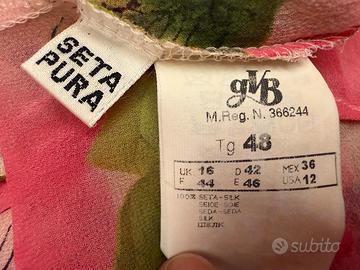 SETA
PURA
gVB
M.Reg. N. 366244
Tg 48
UK 16 D 42 MEX 36
F 44 E 46 USA 12
100% SETA-SILK
SEIDE-SOIE
SEDA-SEDA
SILK
subito